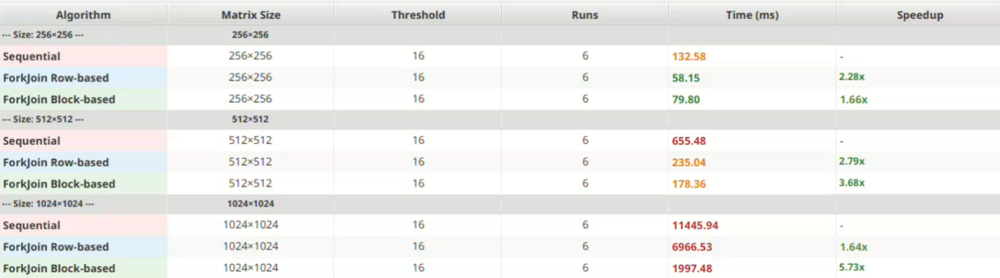 Algorithm Matrix Size Threshold Runs Time (ms) Speedup
--- Size: 256×256 --- 256×256
Sequential 256×256 16 6 132.58 -
ForkJoin Row-based 256×256 16 6 58.15 2.28x
ForkJoin Block-based 256×256 16 6 79.80 1.66x
--- Size: 512×512 --- 512×512
Sequential 512×512 16 6 655.48 -
ForkJoin Row-based 512×512 16 6 235.04 2.79x
ForkJoin Block-based 512×512 16 6 178.36 3.68x
--- Size: 1024×1024 --- 1024×1024
Sequential 1024×1024 16 6 11445.94 -
ForkJoin Row-based 1024×1024 16 6 6966.53 1.64x
ForkJoin Block-based 1024×1024 16 6 1997.48 5.73x